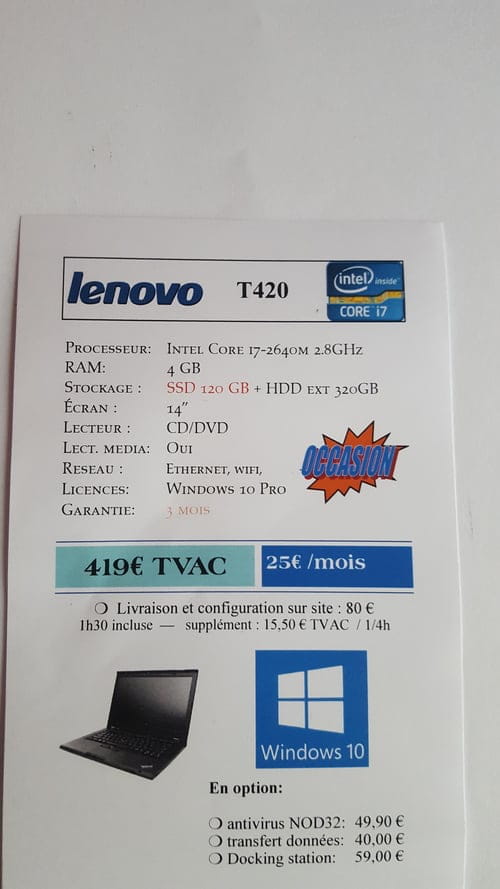 lenovo T420 intel inside™
CORE i7
PROCESSEUR: INTEL CORE I7-2640M 2.8GHZ
RAM: 4 GB
STOCKAGE : SSD 120 GB + HDD EXT 320GB
ÉCRAN : 14"
LECTEUR : CD/DVD
LECT. MEDIA: OUI
RESEAU : ETHERNET, WIFI,
OCCASION
LICENCES: WINDOWS 10 PRO
GARANTIE: 3 MOIS
419€ TVAC 25€ /mois
❍ Livraison et configuration sur site : 80 €
1h30 incluse — supplément : 15,50 € TVAC / 1/4h
Windows 10
En option:
❍ antivirus NOD32: 49,90 €
❍ transfert données: 40,00 €
❍ Docking station: 59,00 €